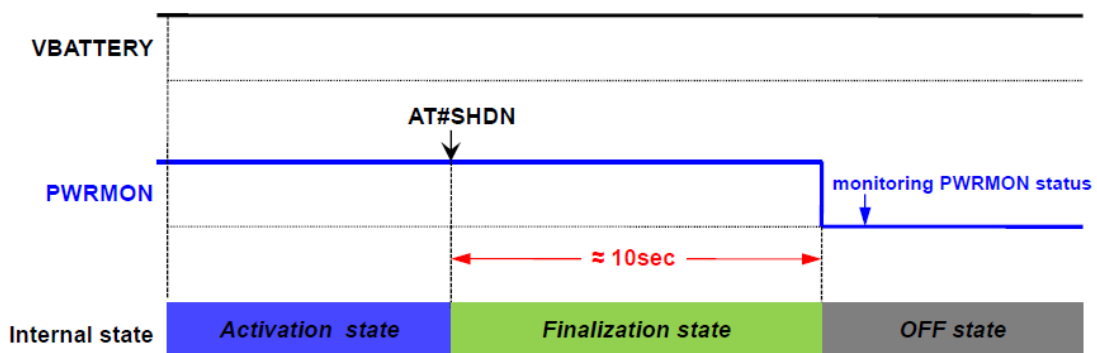 VBATTERY
AT#SHDN
PWRMON
monitoring PWRMON status
≈ 10sec
Internal state
Activation state
Finalization state
OFF state